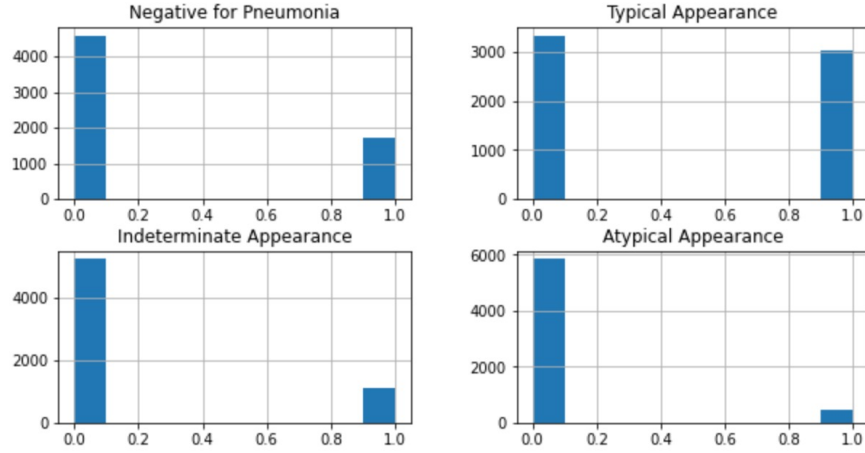 Negative for Pneumonia
4000
3000
2000
1000
0
0.0 0.2 0.4 0.6 0.8 1.0
Typical Appearance
3000
2000
1000
0
0.0 0.2 0.4 0.6 0.8 1.0
Indeterminate Appearance
4000
2000
0
0.0 0.2 0.4 0.6 0.8 1.0
Atypical Appearance
6000
4000
2000
0
0.0 0.2 0.4 0.6 0.8 1.0